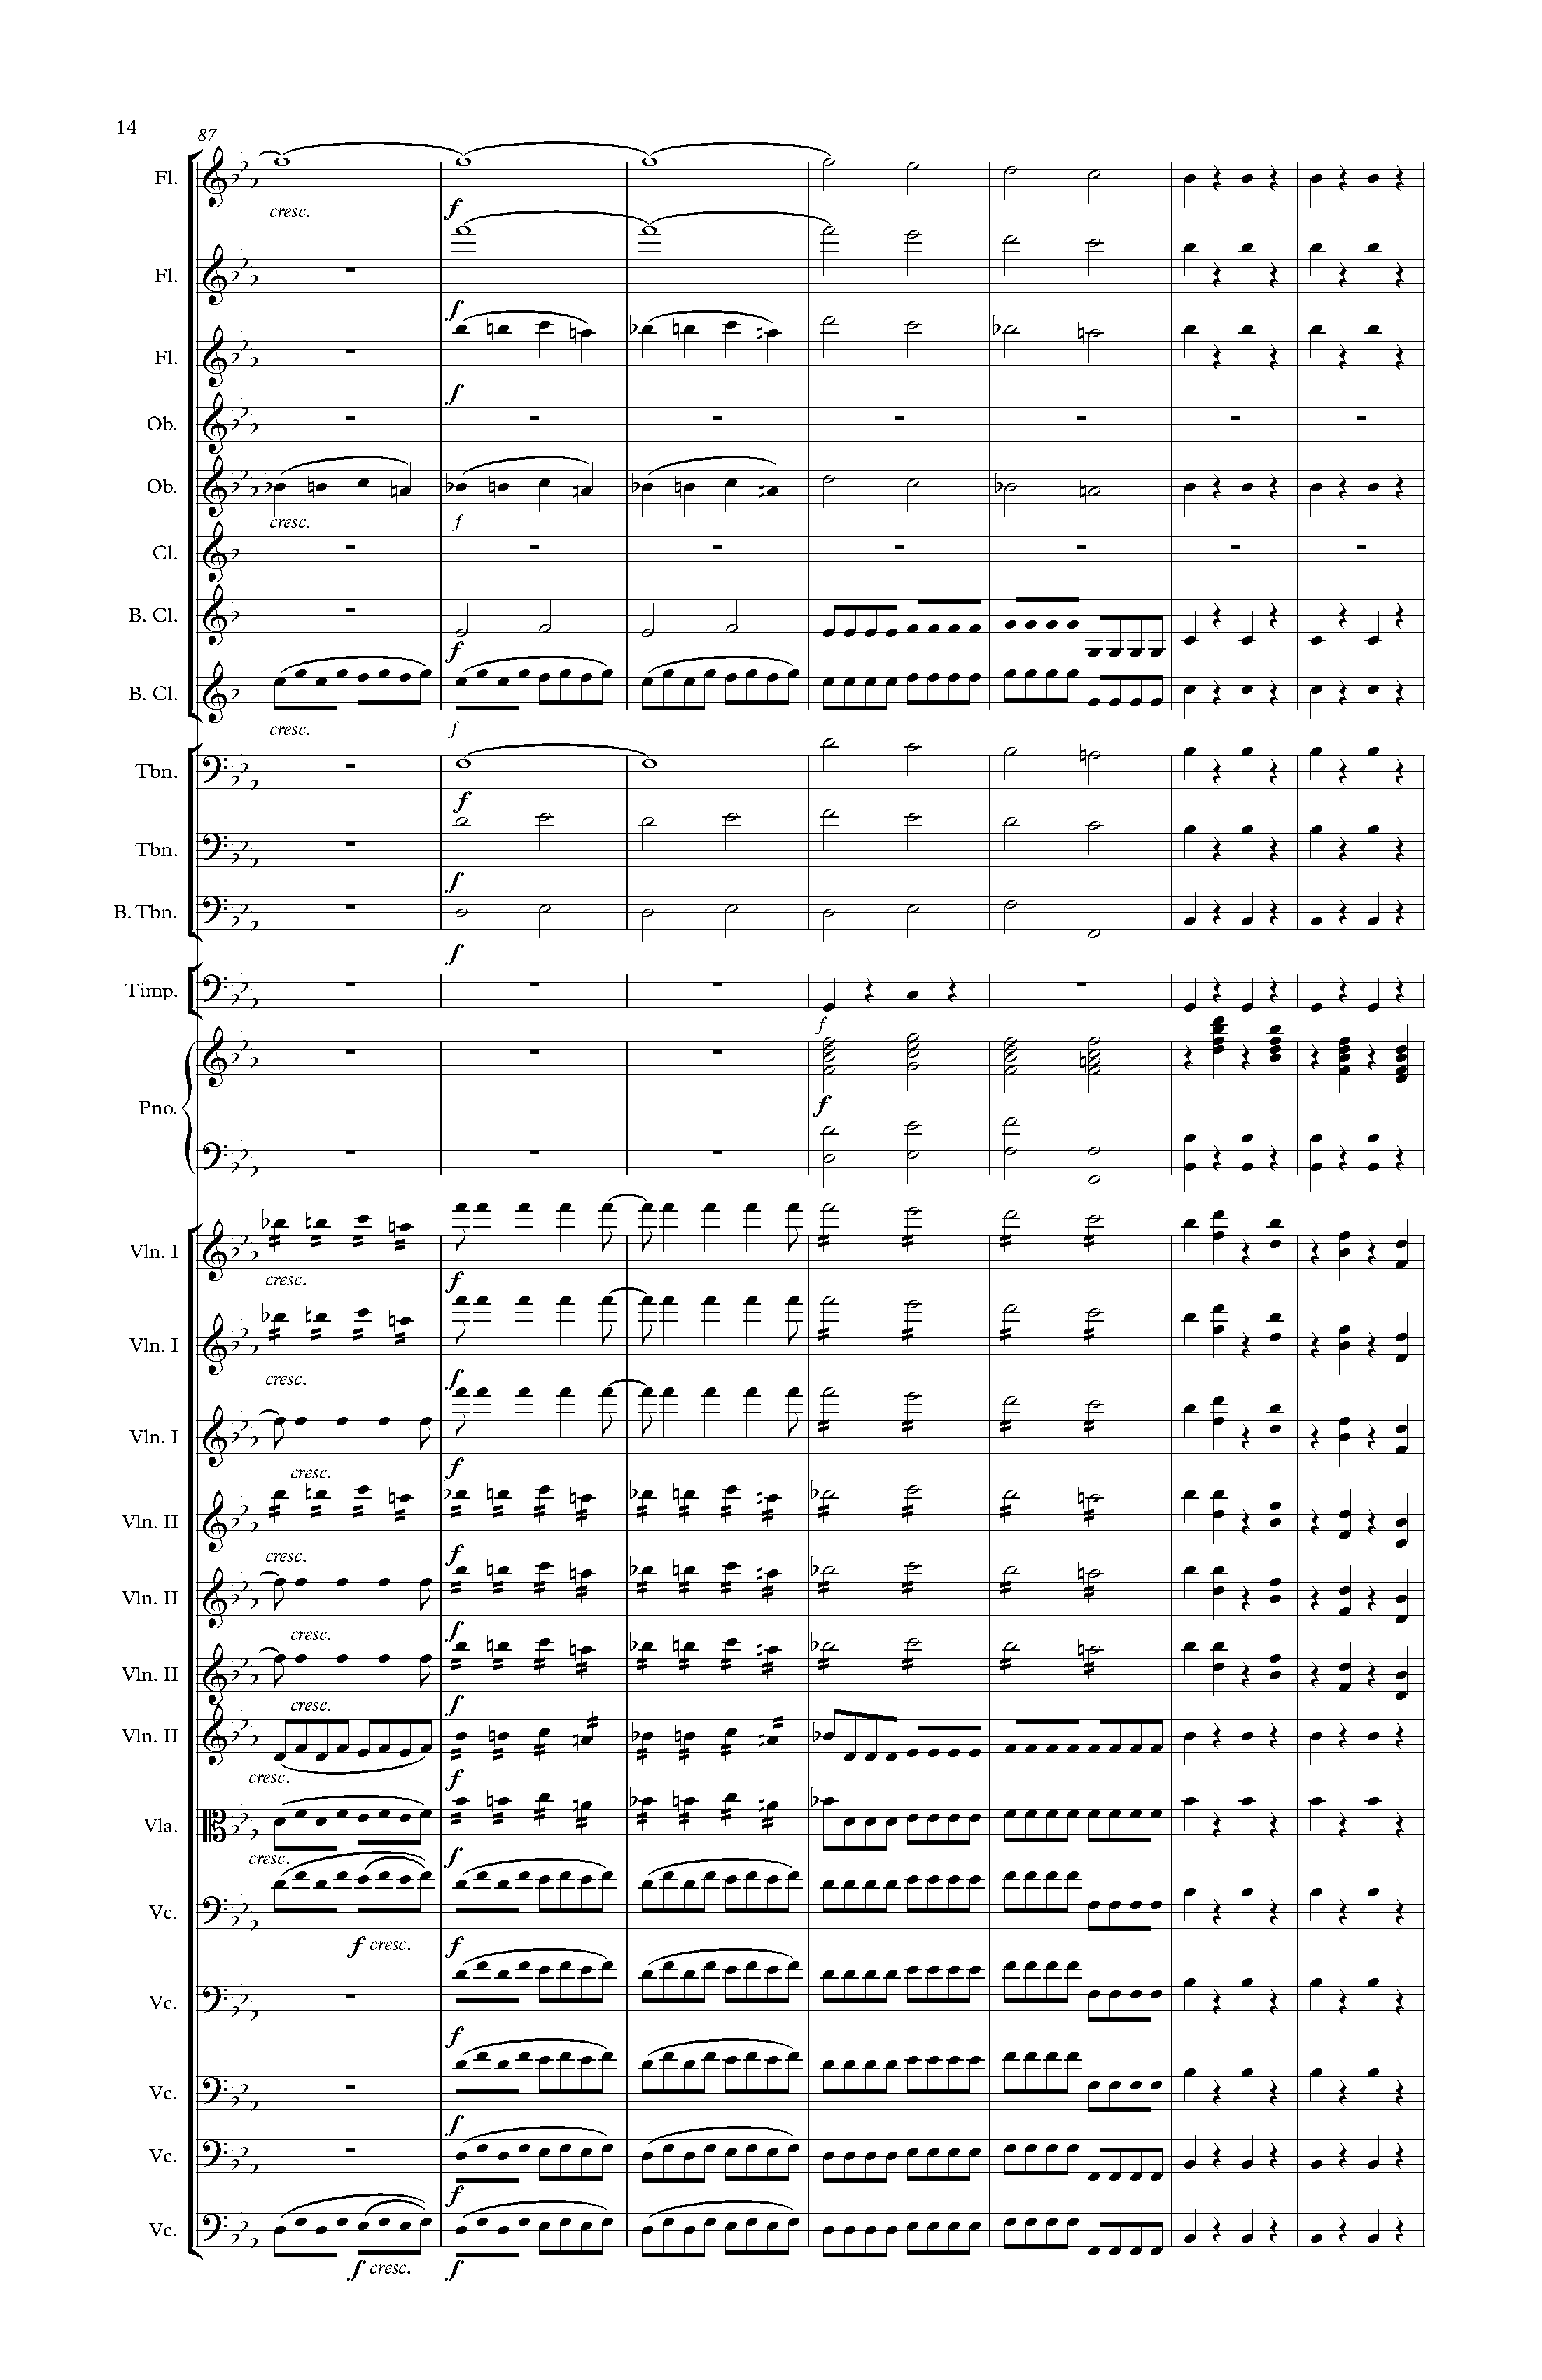 14
87
Fl.
cresc.
f
Fl.
f
Fl.
f
Ob.
Ob.
cresc.
f
Cl.
B. Cl.
f
B. Cl.
cresc.
f
Tbn.
f
Tbn.
f
B. Tbn.
f
Timp.
f
Pno.
f
Vln. I
cresc.
f
Vln. I
cresc.
f
Vln. I
cresc.
f
Vln. II
cresc.
f
Vln. II
cresc.
f
Vln. II
cresc.
f
Vln. II
cresc.
f
Vla.
cresc.
f
Vc.
f cresc.
f
Vc.
f
Vc.
f
Vc.
f
Vc.
f cresc.
f